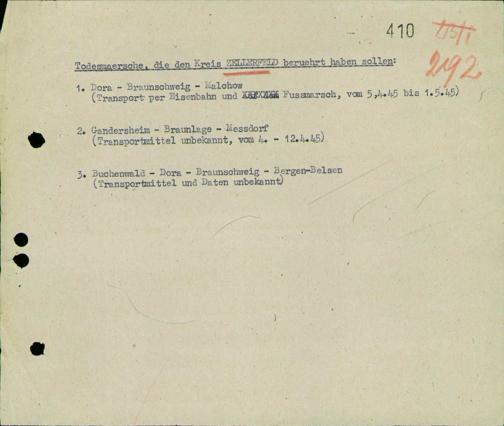 410
292
Todesmaersche, die den Kreis ZELLERFELD beruehrt haben sollen:
1. Dora - Braunschweig - Malchow
(Transport per Eisenbahn und Fussmarsch, vom 5.4.45 bis 1.5.45)
2. Gandersheim - Braunlage - Messdorf
(Transportmittel unbekannt, vom 4. - 12.4.45)
3. Buchenwald - Dora - Braunschweig - Bergen-Belsen
(Transportmittel und Daten unbekannt)